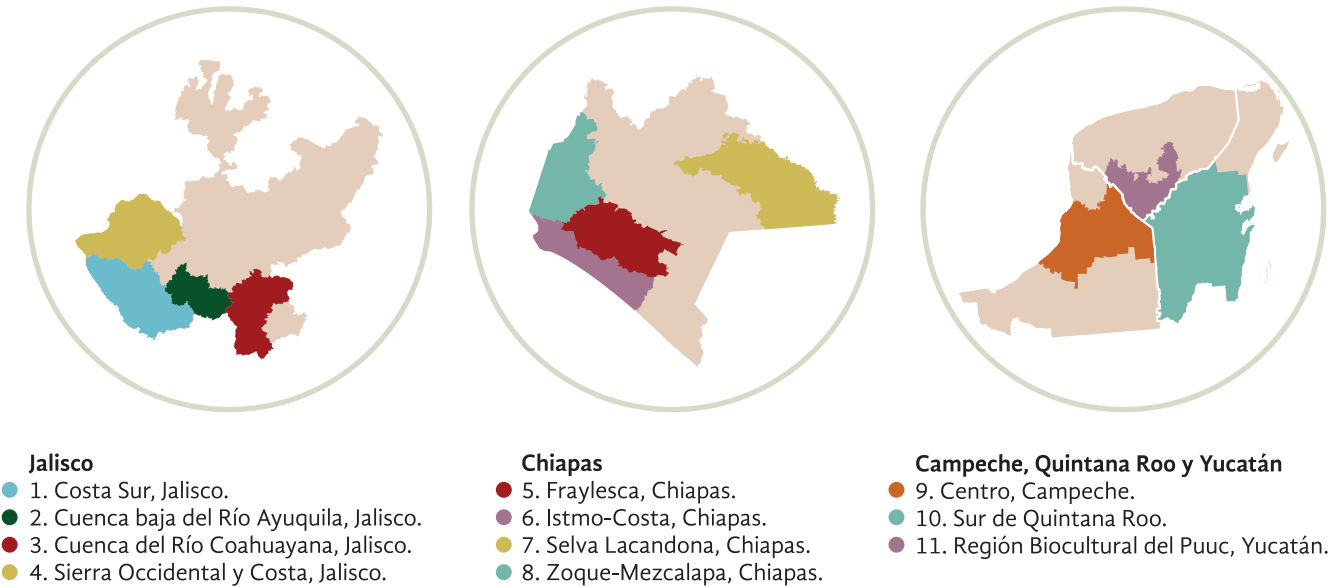 Jalisco
1. Costa Sur, Jalisco.
2. Cuenca baja del Río Ayuquila, Jalisco.
3. Cuenca del Río Coahuayana, Jalisco.
4. Sierra Occidental y Costa, Jalisco.
Chiapas
5. Fraylesca, Chiapas.
6. Istmo-Costa, Chiapas.
7. Selva Lacandona, Chiapas.
8. Zoque-Mezcalapa, Chiapas.
Campeche, Quintana Roo y Yucatán
9. Centro, Campeche.
10. Sur de Quintana Roo.
11. Región Biocultural del Puuc, Yucatán.